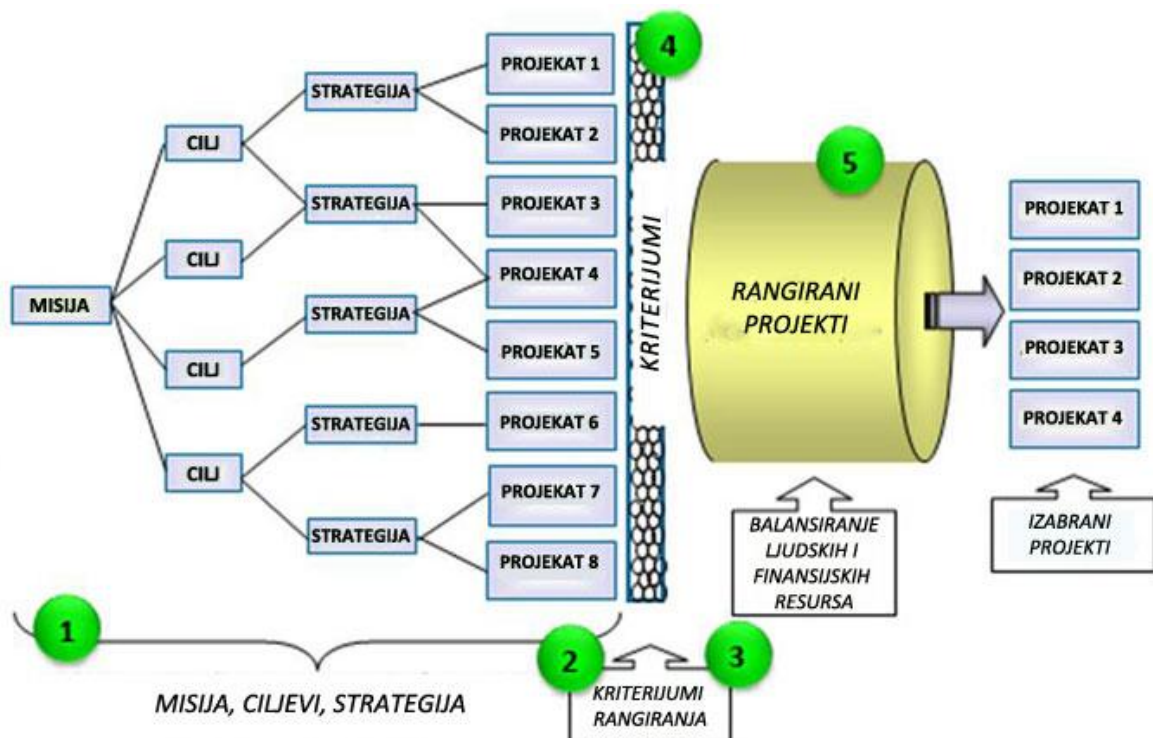 MISIJA
CILJ
CILJ
CILJ
CILJ
STRATEGIJA
STRATEGIJA
STRATEGIJA
STRATEGIJA
STRATEGIJA
PROJEKAT 1
PROJEKAT 2
PROJEKAT 3
PROJEKAT 4
PROJEKAT 5
PROJEKAT 6
PROJEKAT 7
PROJEKAT 8
4
KRITERIJUMI
5
RANGIRANI
PROJEKTI
PROJEKAT 1
PROJEKAT 2
PROJEKAT 3
PROJEKAT 4
BALANSIRANJE
LJUDSKIH I
FINANSIJSKIH
RESURSA
IZABRANI
PROJEKTI
1
MISIJA, CILJEVI, STRATEGIJA
2
3
KRITERIJUMI
RANGIRANJA